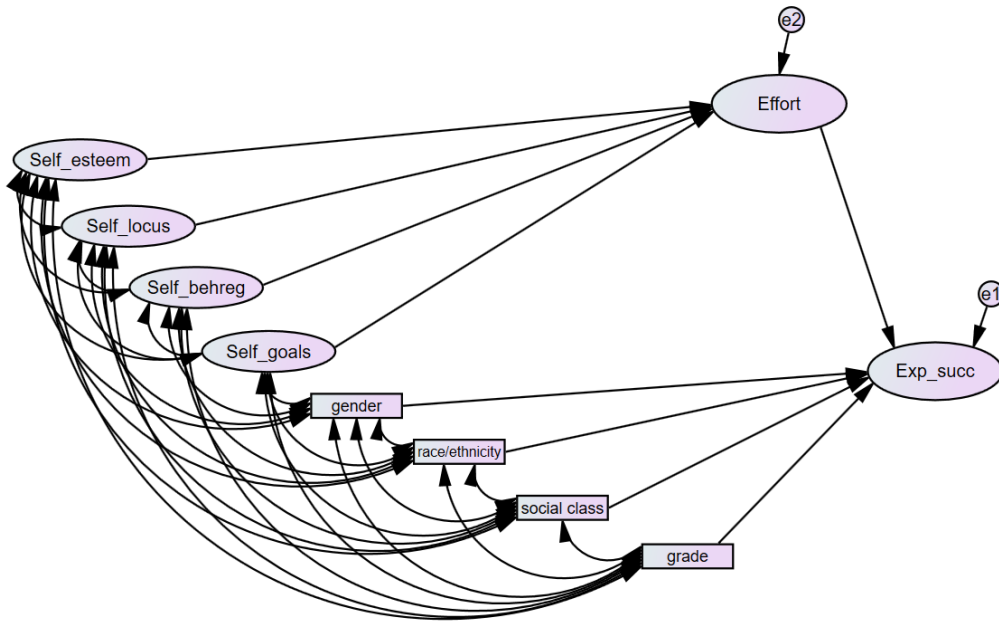 e2
Effort
Self_esteem
Self_locus
Self_behreg
e1
Self_goals
Exp_succ
gender
race/ethnicity
social class
grade